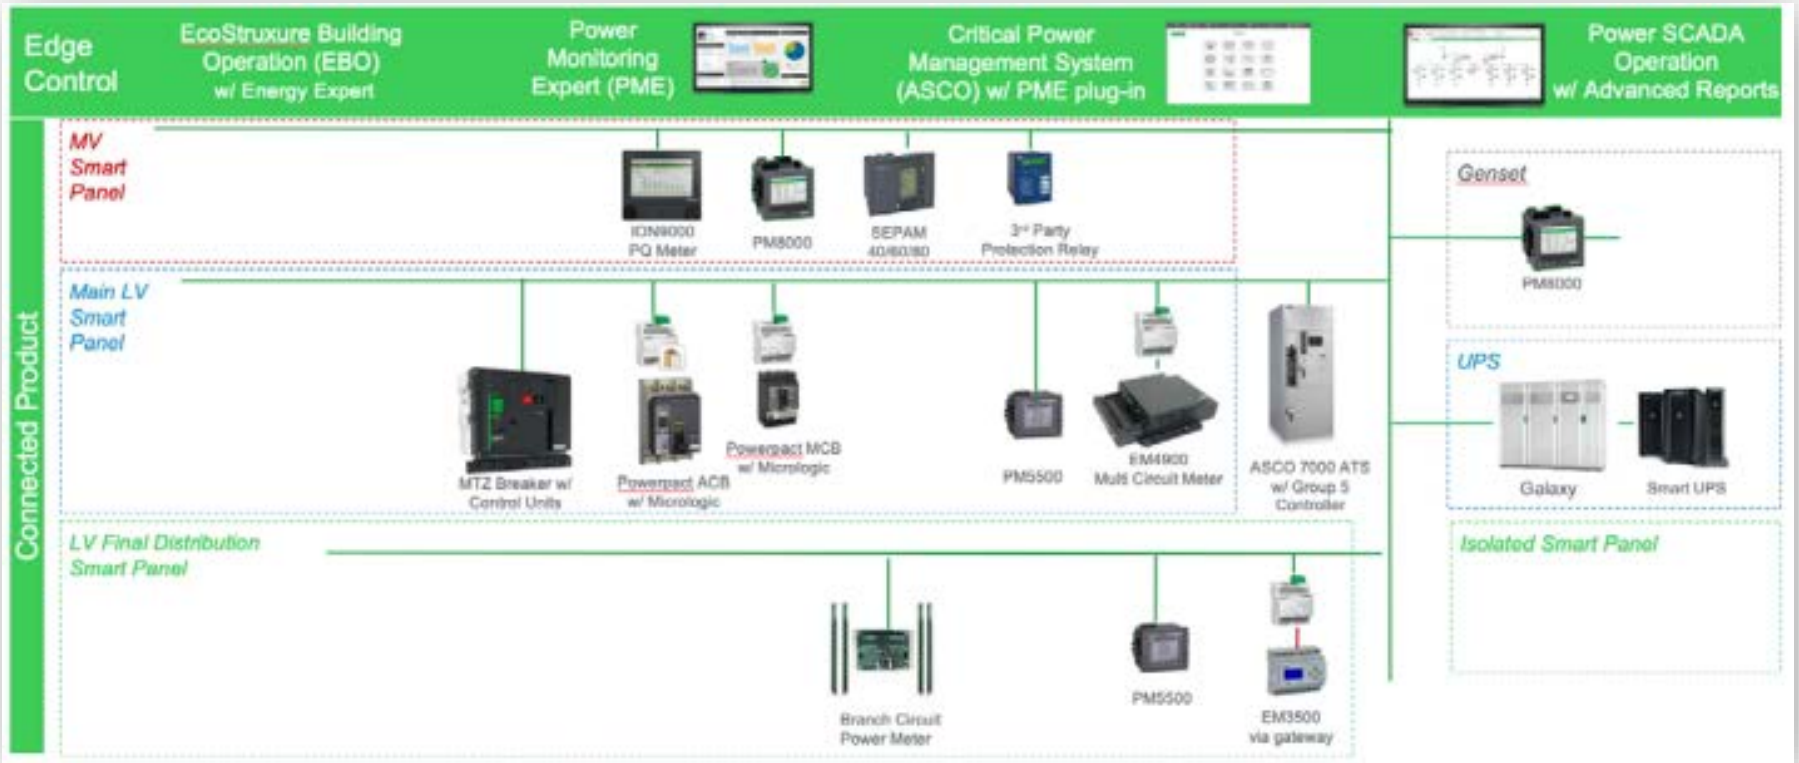 Edge
Control
EcoStruxure Building
Operation (EBO)
w/ Energy Expert
Power
Monitoring
Expert (PME)
Critical Power
Management System
(ASCO) w/ PME plug-in
Power SCADA
Operation
w/ Advanced Reports
Connected Product
MV
Smart
Panel
ION9000
PQ Meter
PM8000
SEPAM
40/60/80
3rd Party
Protection Relay
Genset
PM8000
Main LV
Smart
Panel
MTZ Breaker w/
Control Units
Powerpact ACB
w/ Micrologic
Powerpact MCB
w/ Micrologic
PM5500
EM4900
Multi Circuit Meter
ASCO 7000 ATS
w/ Group 5
Controller
UPS
Galaxy
Smart UPS
LV Final Distribution
Smart Panel
Branch Circuit
Power Meter
PM5500
EM3500
via gateway
Isolated Smart Panel